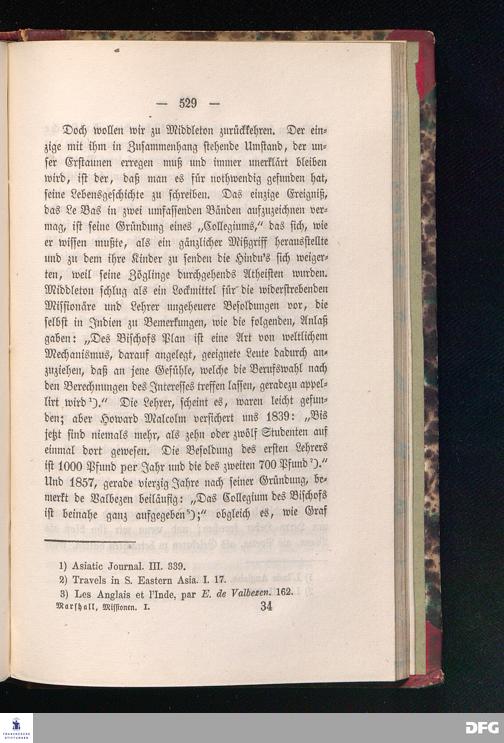 — 529 —
Doch wollen wir zu Middleton zurückkehren. Der ein-
zige mit ihm in Zusammenhang stehende Umstand, der un-
ser Erstaunen erregen muß und immer unerklärt bleiben
wird, ist der, daß man es für nothwendig gefunden hat,
seine Lebensgeschichte zu schreiben. Das einzige Ereigniß,
das Le Bas in zwei umfassenden Bänden aufzuzeichnen ver-
mag, ist seine Gründung eines „Collegiums,“ das sich, wie
er wissen mußte, als ein gänzlicher Mißgriff herausstellte
und zu dem ihre Kinder zu senden die Hindu's sich weiger-
ten, weil seine Zöglinge durchgehends Atheisten wurden.
Middleton schlug als ein Lockmittel für die widerstrebenden
Missionäre und Lehrer ungeheuere Besoldungen vor, die
selbst in Indien zu Bemerkungen, wie die folgenden, Anlaß
gaben: „Des Bischofs Plan ist eine Art von weltlichem
Mechanismus, darauf angelegt, geeignete Leute dadurch an-
zuziehen, daß an jene Gefühle, welche die Berufswahl nach
den Berechnungen des Interesses treffen lassen, geradezu appel-
lirt wird¹).“ Die Lehrer, scheint es, waren leicht gefun-
den; aber Howard Malcolm versichert uns 1839: „Bis
jetzt sind niemals mehr, als zehn oder zwölf Studenten auf
einmal dort gewesen. Die Besoldung des ersten Lehrers
ist 1000 Pfund per Jahr und die des zweiten 700 Pfund²).“
Und 1857, gerade vierzig Jahre nach seiner Gründung, be-
merkt de Valbezen beiläufig: „Das Collegium des Bischofs
ist beinahe ganz aufgegeben³);“ obgleich es, wie Graf
1) Asiatic Journal. III. 339.
2) Travels in S. Eastern Asia. I. 17.
3) Les Anglais et l'Inde, par E. de Valbezen. 162.
Marshall, Missionen. I. 34
FRANCKESCHE
STIFTUNGEN
DFG